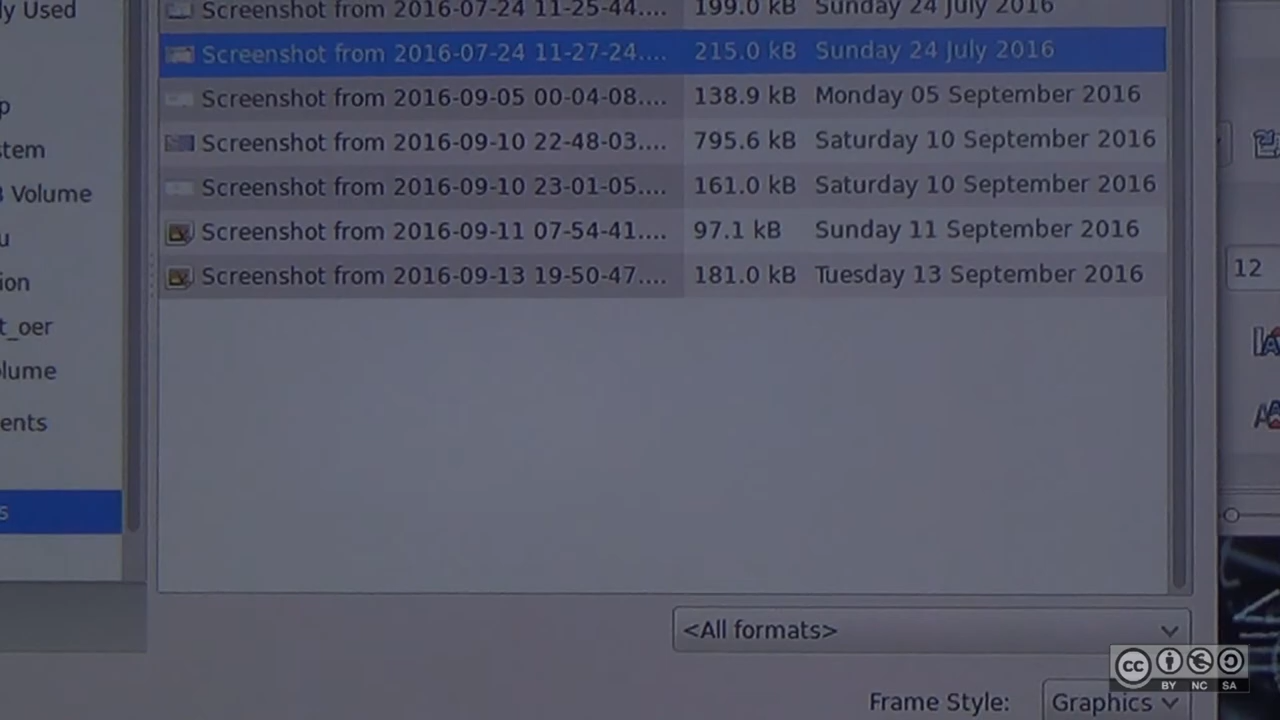 ly Used
Screenshot from 2016-07-24 11-25-44.... 199.0 kB Sunday 24 July 2016
Screenshot from 2016-07-24 11-27-24.... 215.0 kB Sunday 24 July 2016
p Screenshot from 2016-09-05 00-04-08.... 138.9 kB Monday 05 September 2016
stem Screenshot from 2016-09-10 22-48-03.... 795.6 kB Saturday 10 September 2016
Volume Screenshot from 2016-09-10 23-01-05.... 161.0 kB Saturday 10 September 2016
u Screenshot from 2016-09-11 07-54-41.... 97.1 kB Sunday 11 September 2016
12
ion Screenshot from 2016-09-13 19-50-47.... 181.0 kB Tuesday 13 September 2016
t_oer
lume
ents
s
<All formats>
Frame Style: Graphics
cc
BY NC SA